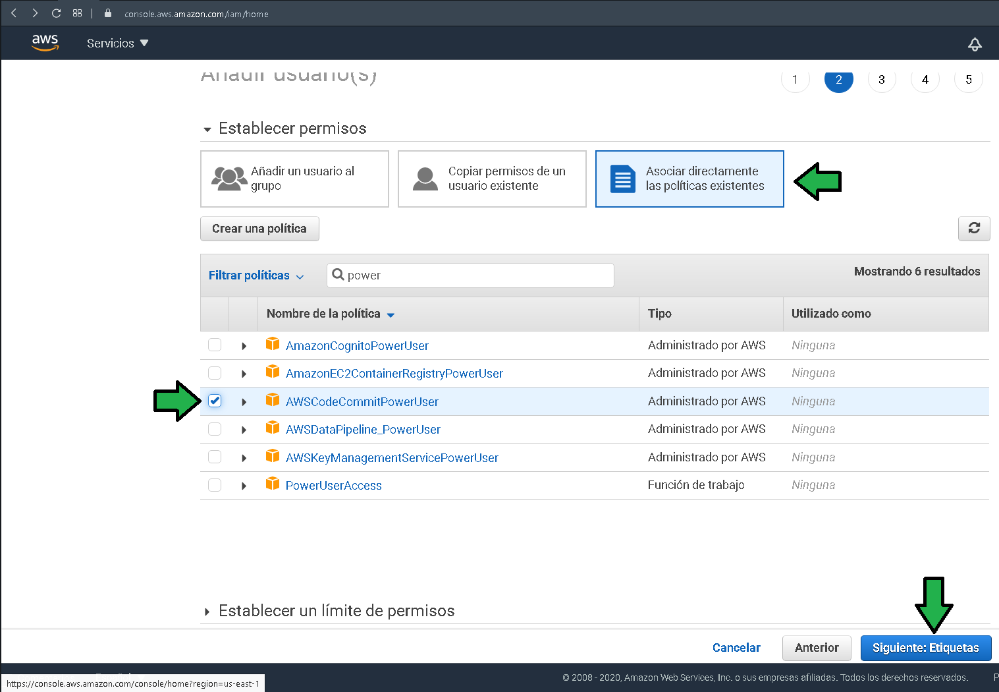 console.aws.amazon.com/iam/home
aws
Servicios
Añadir usuario(s)
1
2
3
4
5
Establecer permisos
Añadir un usuario al
grupo
Copiar permisos de un
usuario existente
Asociar directamente
las políticas existentes
Crear una política
Filtrar políticas
power
Mostrando 6 resultados
Nombre de la política
Tipo
Utilizado como
AmazonCognitoPowerUser
Administrado por AWS
Ninguna
AmazonEC2ContainerRegistryPowerUser
Administrado por AWS
Ninguna
AWSCodeCommitPowerUser
Administrado por AWS
Ninguna
AWSDataPipeline_PowerUser
Administrado por AWS
Ninguna
AWSKeyManagementServicePowerUser
Administrado por AWS
Ninguna
PowerUserAccess
Función de trabajo
Ninguna
Establecer un límite de permisos
Cancelar
Anterior
Siguiente: Etiquetas
© 2008 - 2020, Amazon Web Services, Inc. o sus empresas afiliadas. Todos los derechos reservados.
P
https://console.aws.amazon.com/console/home?region=us-east-1